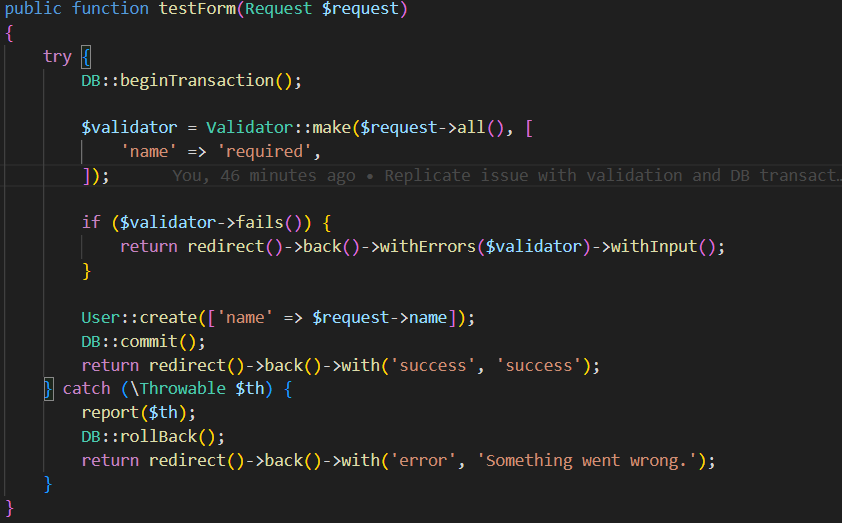 public function testForm(Request $request)
{
    try {
        DB::beginTransaction();

        $validator = Validator::make($request->all(), [
            'name' => 'required',
        ]);      You, 46 minutes ago • Replicate issue with validation and DB transact…

        if ($validator->fails()) {
            return redirect()->back()->withErrors($validator)->withInput();
        }

        User::create(['name' => $request->name]);
        DB::commit();
        return redirect()->back()->with('success', 'success');
    } catch (\Throwable $th) {
        report($th);
        DB::rollBack();
        return redirect()->back()->with('error', 'Something went wrong.');
    }
}